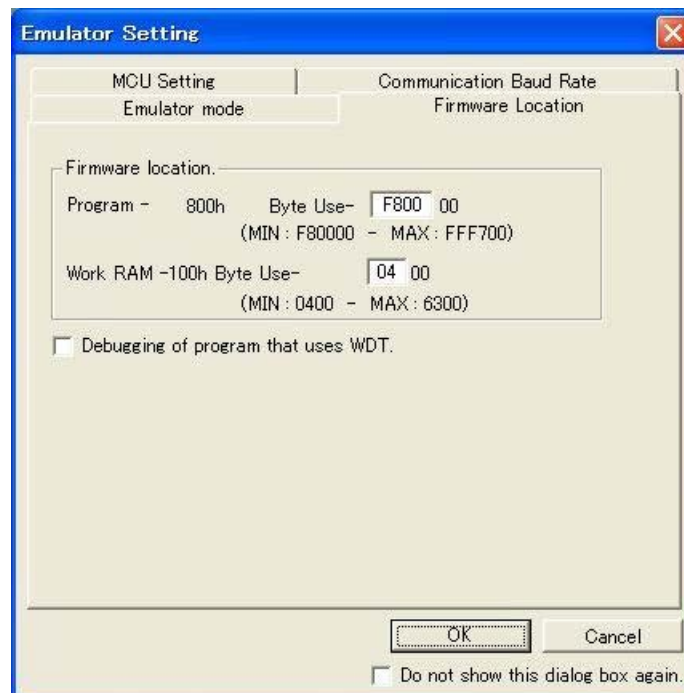 Emulator Setting
MCU Setting
Communication Baud Rate
Emulator mode
Firmware Location
Firmware location.
Program - 800h Byte Use- F800 00
(MIN : F80000 - MAX : FFF700)
Work RAM -100h Byte Use- 04 00
(MIN : 0400 - MAX : 6300)
Debugging of program that uses WDT.
OK Cancel
Do not show this dialog box again.